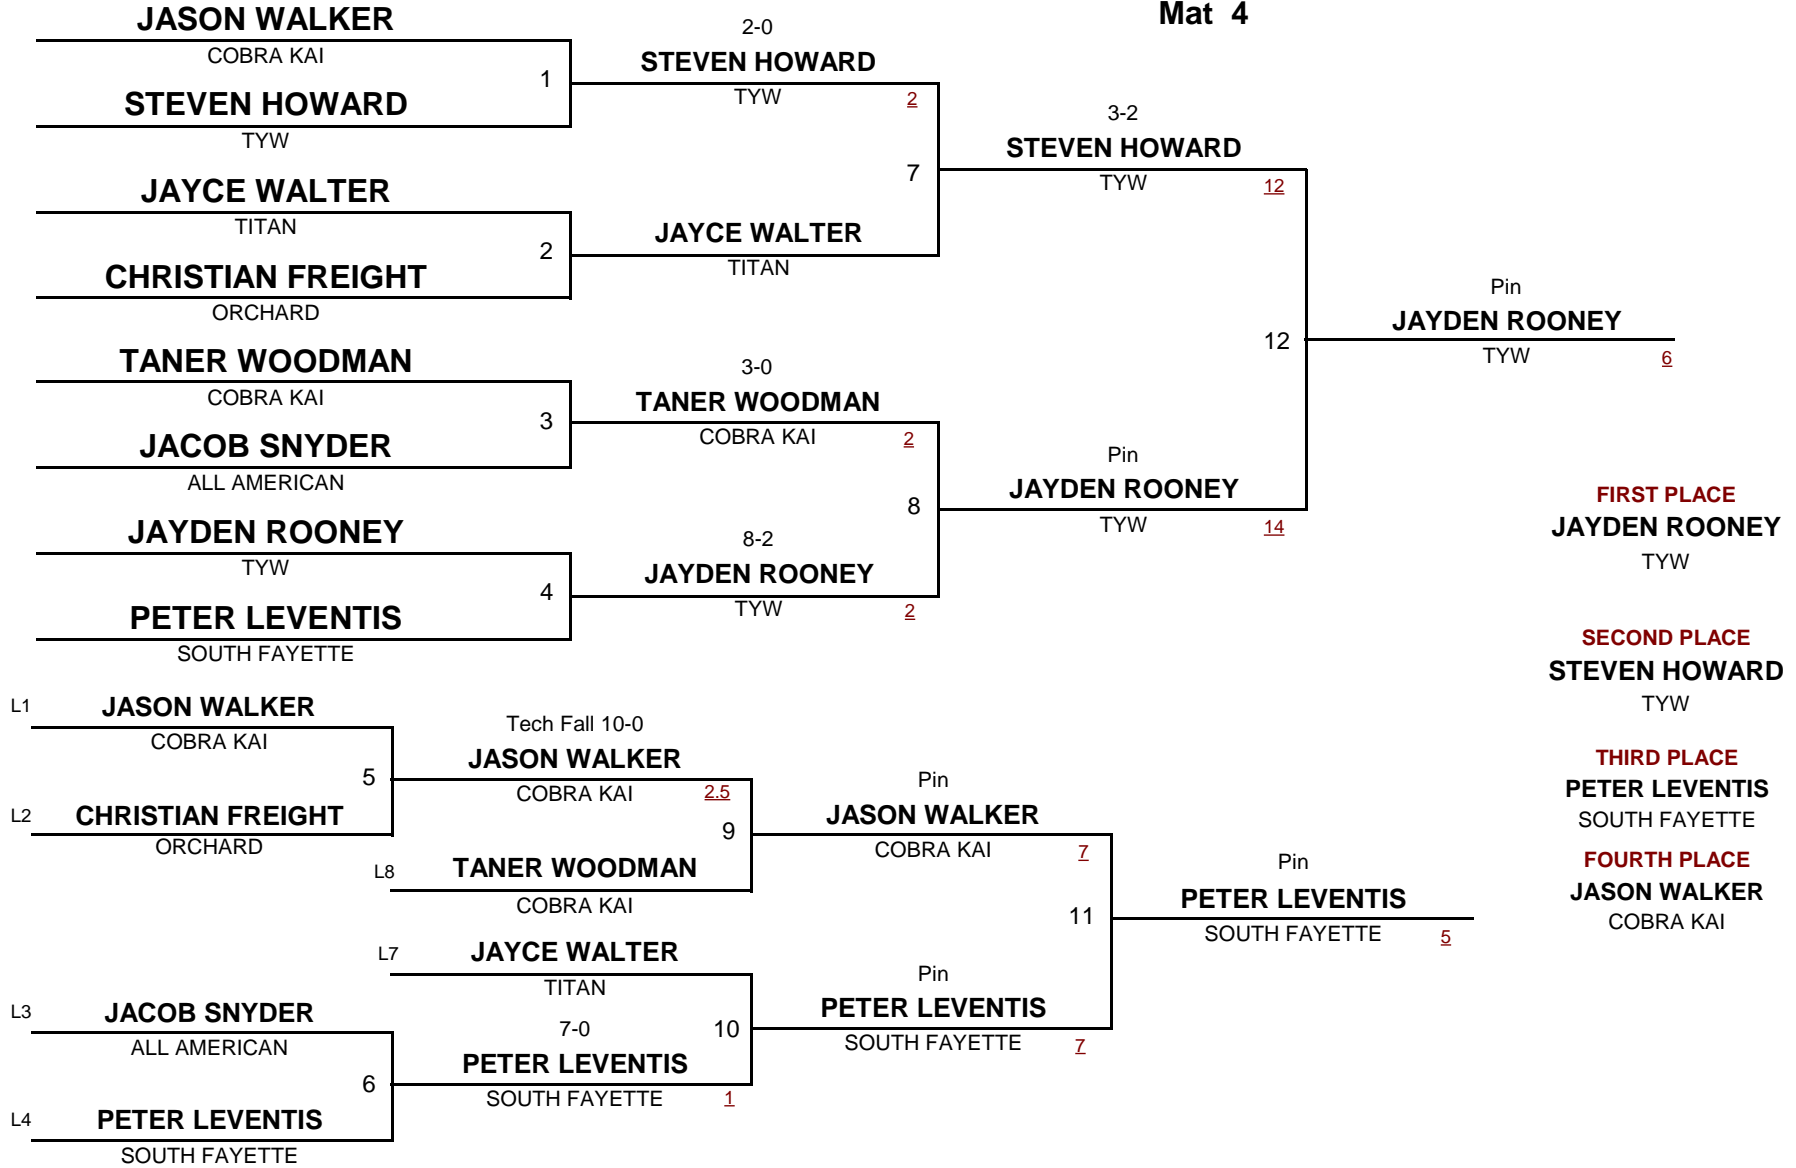 Mat 4
JASON WALKER
COBRA KAI
1
STEVEN HOWARD
TYW
JAYCE WALTER
TITAN
2
CHRISTIAN FREIGHT
ORCHARD
TANER WOODMAN
COBRA KAI
3
JACOB SNYDER
ALL AMERICAN
JAYDEN ROONEY
TYW
4
PETER LEVENTIS
SOUTH FAYETTE
2-0
STEVEN HOWARD
TYW 2
7
JAYCE WALTER
TITAN
3-0
TANER WOODMAN
COBRA KAI 2
8
8-2
JAYDEN ROONEY
TYW 2
3-2
STEVEN HOWARD
TYW 12
12
Pin
JAYDEN ROONEY
TYW 14
Pin
JAYDEN ROONEY
TYW 6
FIRST PLACE
JAYDEN ROONEY
TYW
SECOND PLACE
STEVEN HOWARD
TYW
THIRD PLACE
PETER LEVENTIS
SOUTH FAYETTE
FOURTH PLACE
JASON WALKER
COBRA KAI
L1 JASON WALKER
COBRA KAI
5
L2 CHRISTIAN FREIGHT
ORCHARD
L3 JACOB SNYDER
ALL AMERICAN
6
L4 PETER LEVENTIS
SOUTH FAYETTE
Tech Fall 10-0
JASON WALKER
COBRA KAI 2.5
9
L8 TANER WOODMAN
COBRA KAI
L7 JAYCE WALTER
TITAN
7-0 10
PETER LEVENTIS
SOUTH FAYETTE 1
Pin
JASON WALKER
COBRA KAI 7
11
Pin
PETER LEVENTIS
SOUTH FAYETTE 7
Pin
PETER LEVENTIS
SOUTH FAYETTE 5